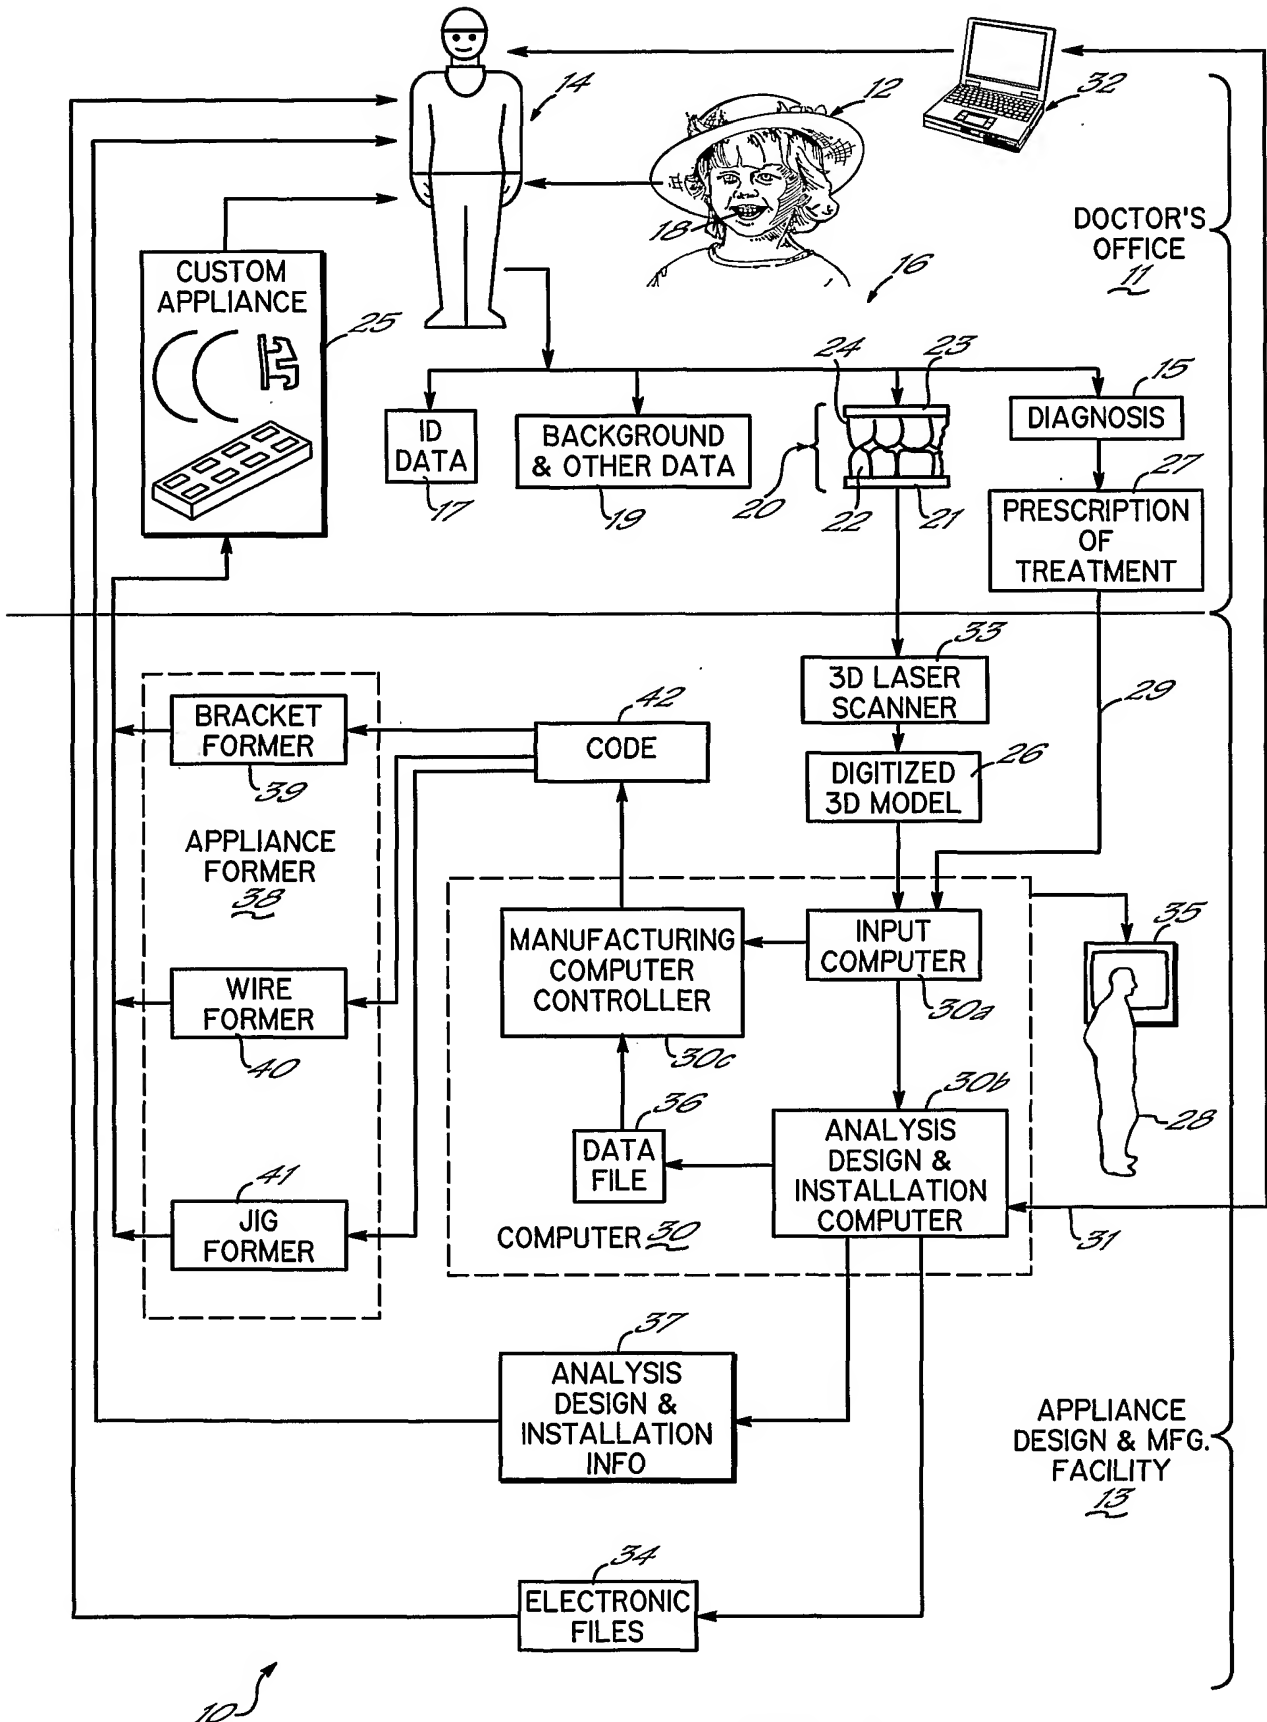 14
12
32
18
DOCTOR'S
OFFICE
11
16
CUSTOM
APPLIANCE
25
24
23
15
ID
DATA
17
BACKGROUND
& OTHER DATA
19
20
22
21
DIAGNOSIS
27
PRESCRIPTION
OF
TREATMENT
33
3D LASER
SCANNER
29
42
CODE
26
DIGITIZED
3D MODEL
BRACKET
FORMER
39
APPLIANCE
FORMER
38
WIRE
FORMER
40
41
JIG
FORMER
MANUFACTURING
COMPUTER
CONTROLLER
30c
INPUT
COMPUTER
30a
35
28
30b
36
DATA
FILE
ANALYSIS
DESIGN &
INSTALLATION
COMPUTER
COMPUTER 30
31
37
ANALYSIS
DESIGN &
INSTALLATION
INFO
APPLIANCE
DESIGN & MFG.
FACILITY
13
34
ELECTRONIC
FILES
10